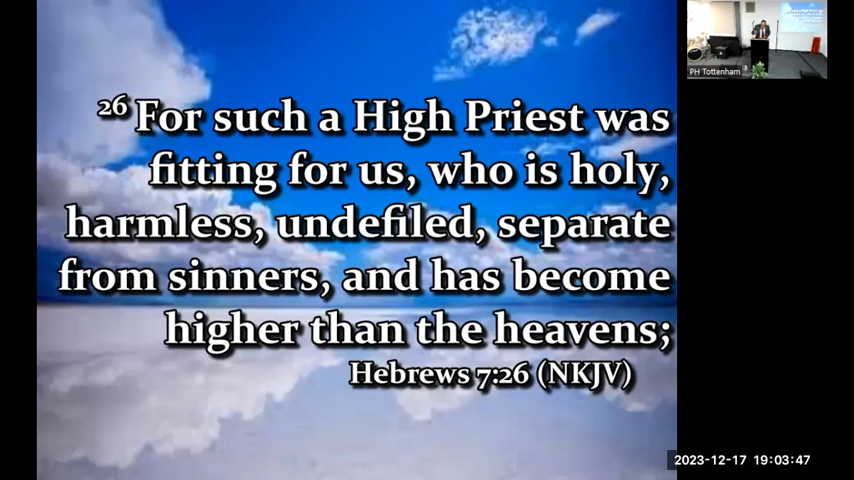 26 For such a High Priest was
fitting for us, who is holy,
harmless, undefiled, separate
from sinners, and has become
higher than the heavens;
Hebrews 7:26 (NKJV)
PH Tottenham
2023-12-17 19:03:47